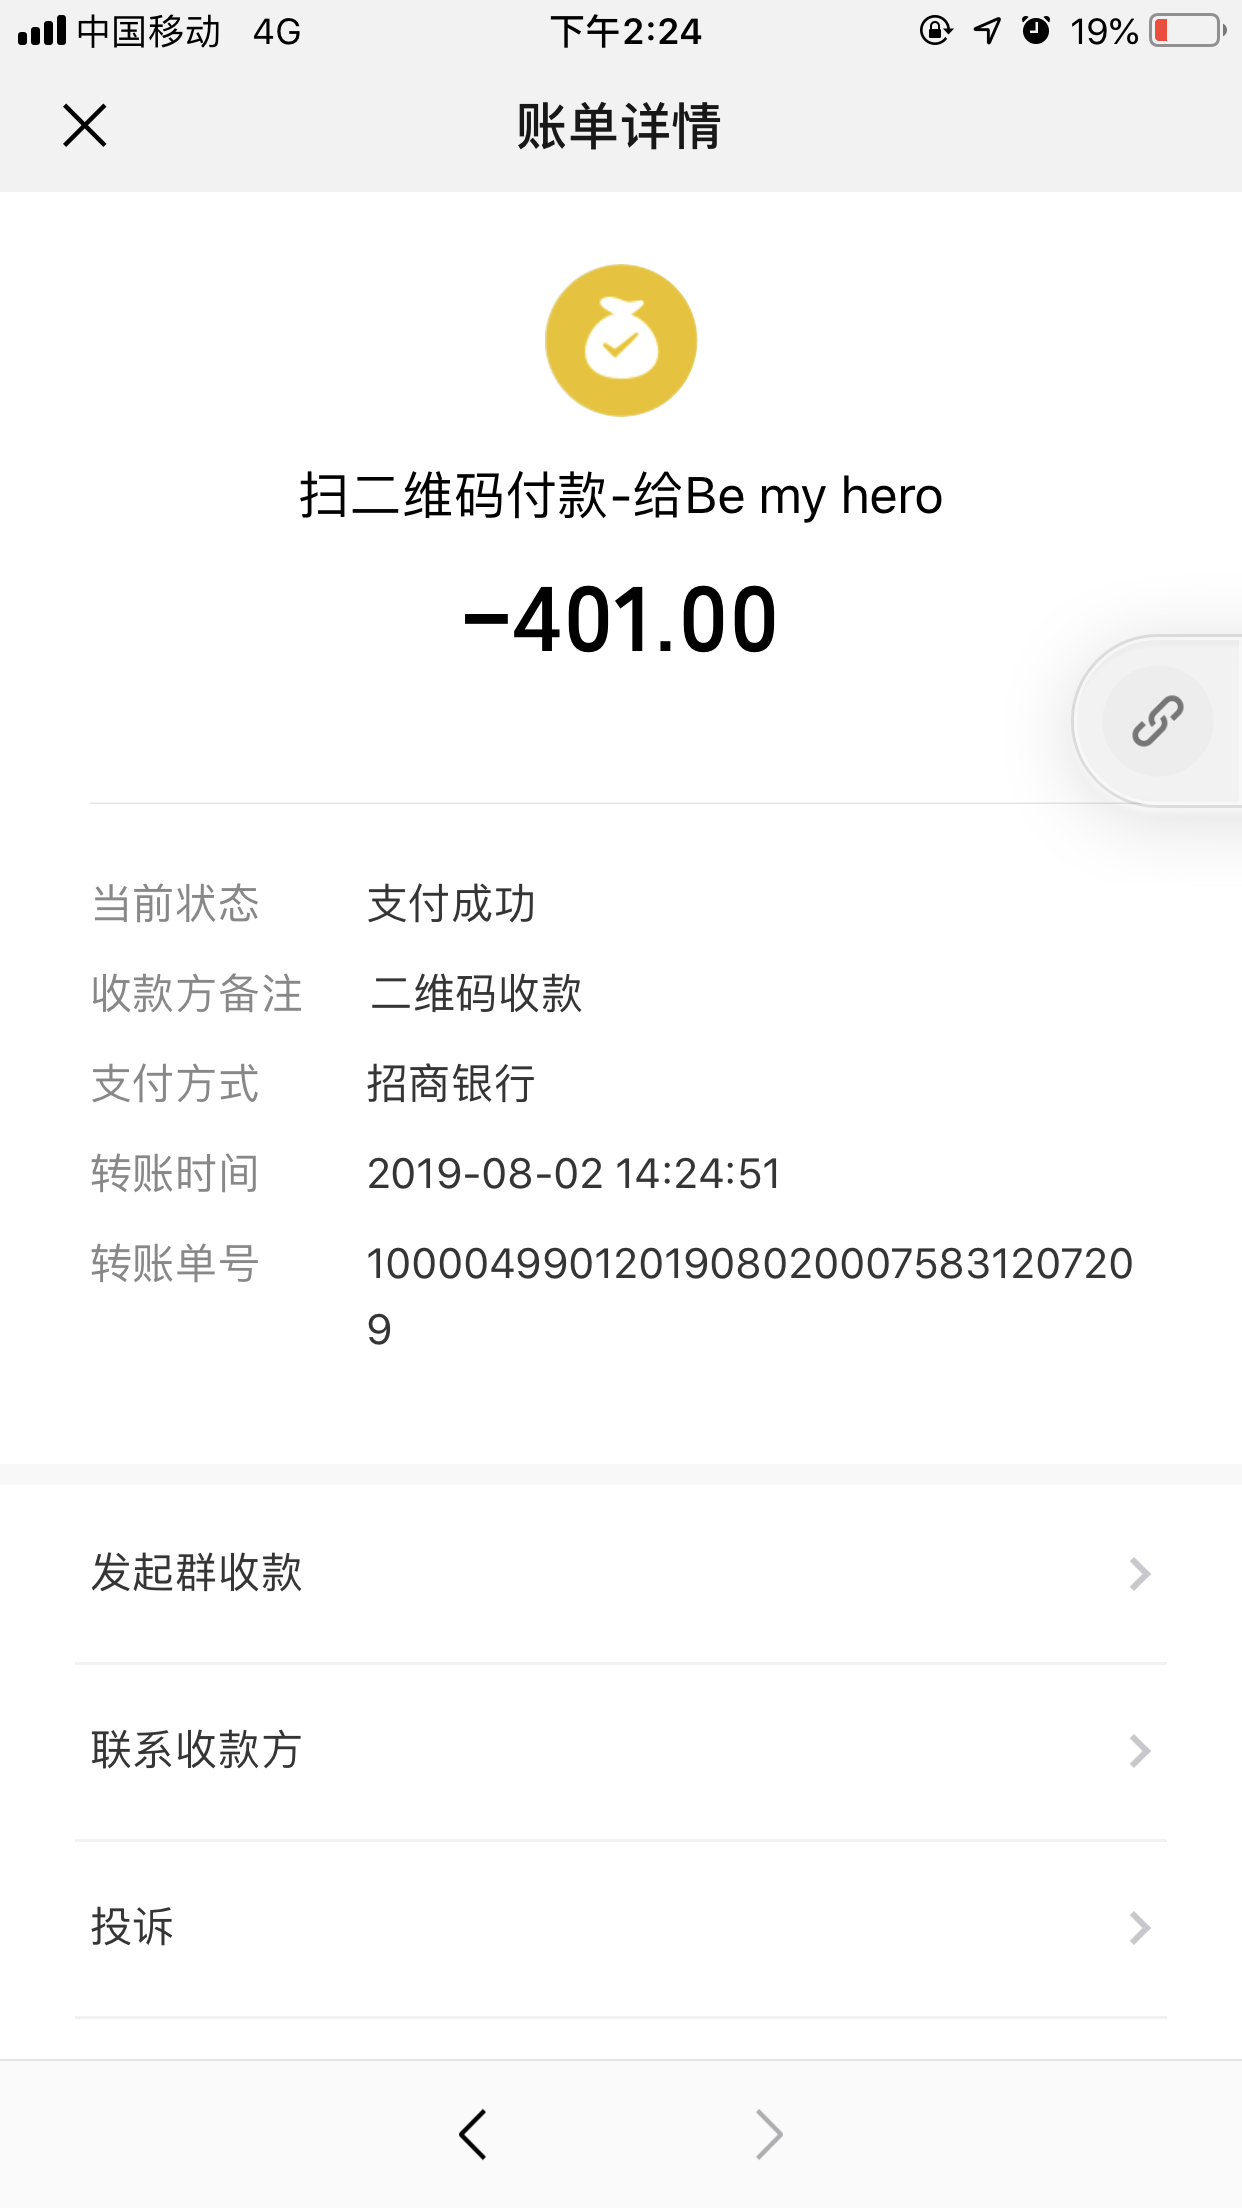 中国移动 4G 下午2:24 19%
账单详情
扫二维码付款-给Be my hero
-401.00
当前状态 支付成功
收款方备注 二维码收款
支付方式 招商银行
转账时间 2019-08-02 14:24:51
转账单号 1000049901201908020007583120720
9
发起群收款
联系收款方
投诉